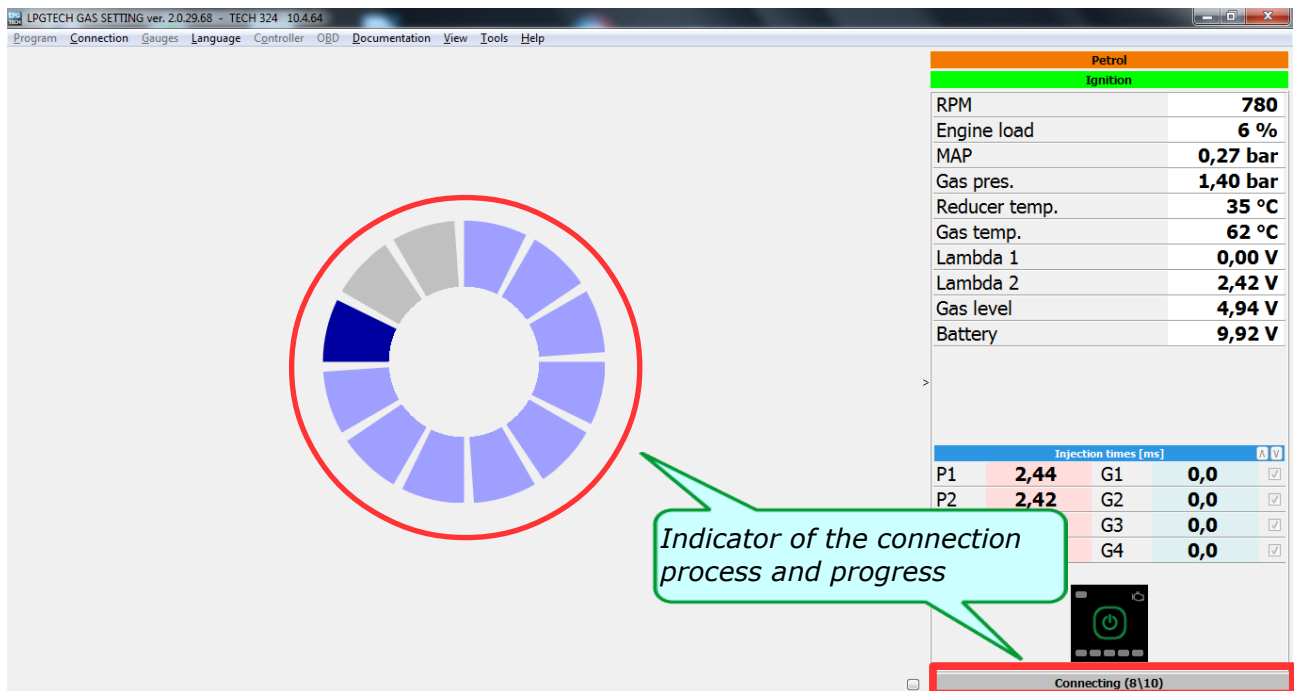 LPG TECH LPGTECH GAS SETTING ver. 2.0.29.68 - TECH 324 10.4.64
Program Connection Gauges Language Controller OBD Documentation View Tools Help
Petrol
Ignition
RPM 780
Engine load 6 %
MAP 0,27 bar
Gas pres. 1,40 bar
Reducer temp. 35 °C
Gas temp. 62 °C
Lambda 1 0,00 V
Lambda 2 2,42 V
Gas level 4,94 V
Battery 9,92 V
>
Injection times [ms]
P1 2,44 G1 0,0
P2 2,42 G2 0,0
G3 0,0
G4 0,0
Indicator of the connection
process and progress
Connecting (8\10)